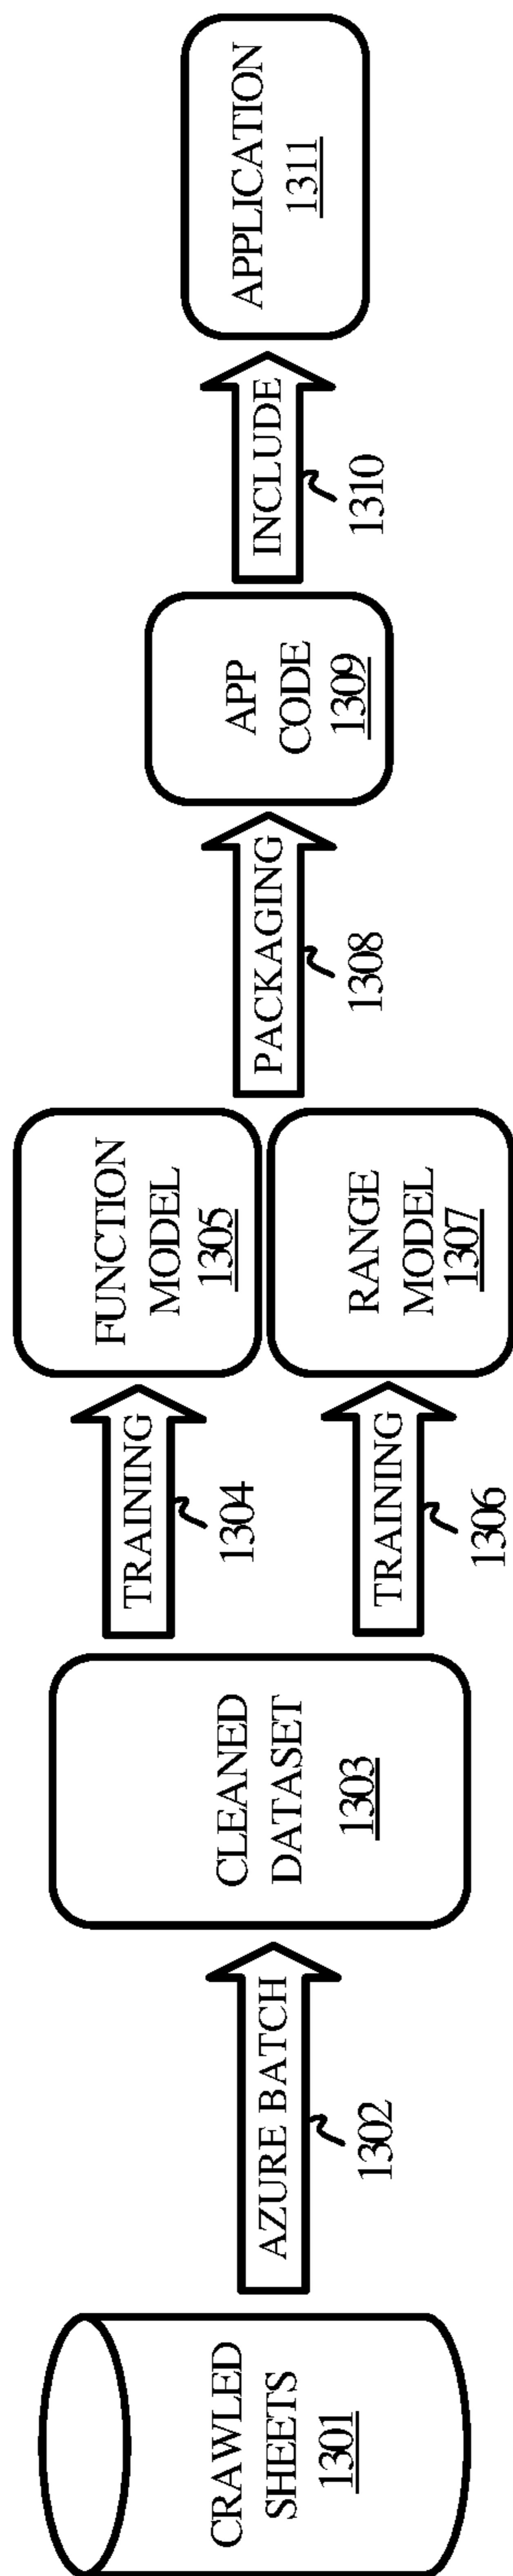 CRAWLED
SHEETS
1301
AZURE BATCH
1302
CLEANED
DATASET
1303
TRAINING
1304
TRAINING
1306
FUNCTION
MODEL
1305
RANGE
MODEL
1307
PACKAGING
1308
APP
CODE
1309
INCLUDE
1310
APPLICATION
1311